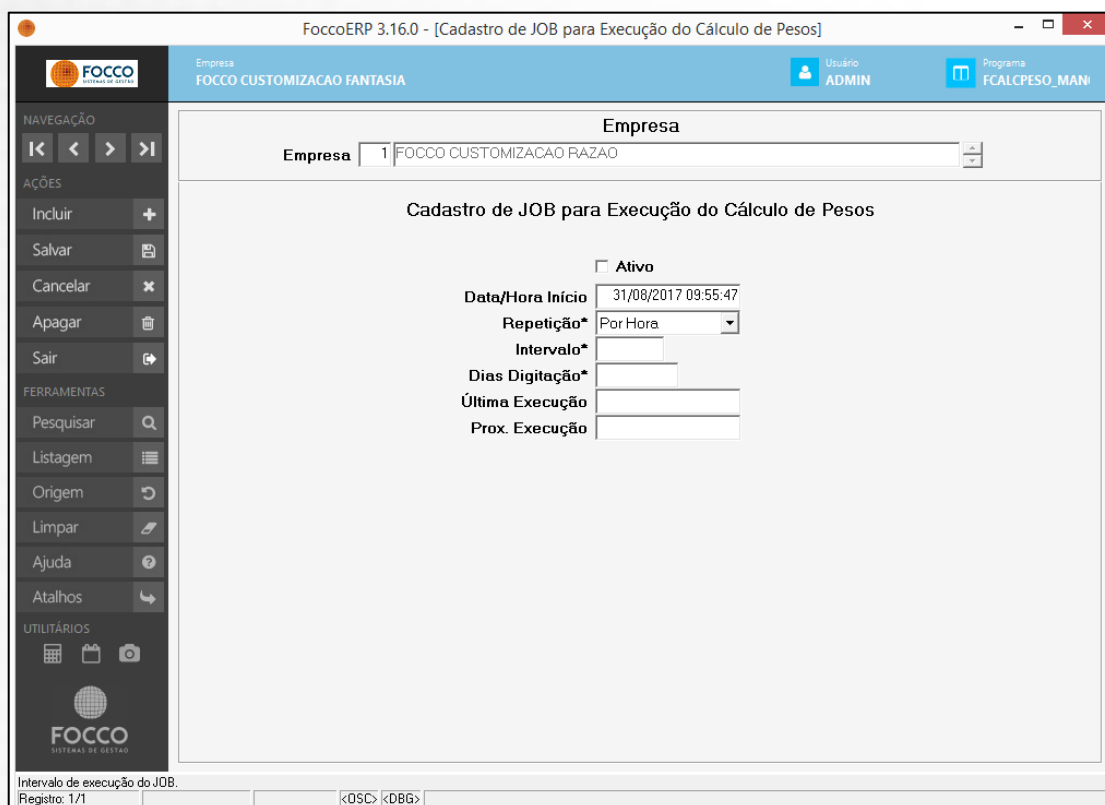 FoccoERP 3.16.0 - [Cadastro de JOB para Execução do Cálculo de Pesos]
FOCCO
SISTEMAS DE GESTÃO
Empresa
FOCCO CUSTOMIZACAO FANTASIA
Usuário
ADMIN
Programa
FCALCPESO_MAN
NAVEGAÇÃO
AÇÕES
Incluir
Salvar
Cancelar
Apagar
Sair
FERRAMENTAS
Pesquisar
Listagem
Origem
Limpar
Ajuda
Atalhos
UTILITÁRIOS
FOCCO
SISTEMAS DE GESTÃO
Empresa
Empresa 1 FOCCO CUSTOMIZACAO RAZAO
Cadastro de JOB para Execução do Cálculo de Pesos
Ativo
Data/Hora Início 31/08/2017 09:55:47
Repetição* Por Hora
Intervalo*
Dias Digitação*
Última Execução
Prox. Execução
Intervalo de execução do JOB.
Registro: 1/1 <OSC> <DBG>